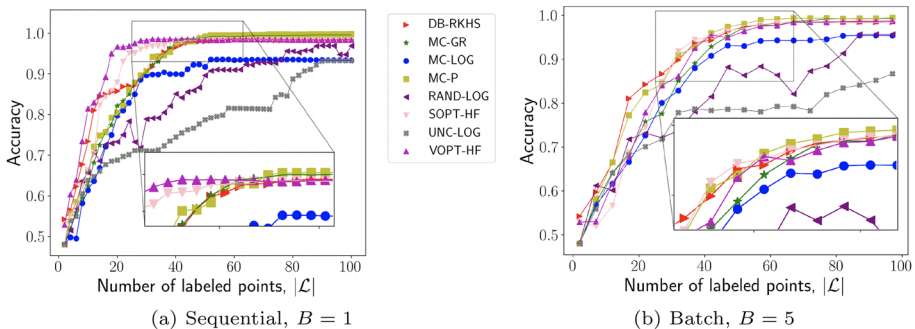 1.0
0.9
0.8
0.7
0.6
0.5
Accuracy
0 20 40 60 80 100
Number of labeled points, |ℒ|
(a) Sequential, B = 1
DB-RKHS
MC-GR
MC-LOG
MC-P
RAND-LOG
SOPT-HF
UNC-LOG
VOPT-HF
1.0
0.9
0.8
0.7
0.6
0.5
Accuracy
0 20 40 60 80 100
Number of labeled points, |ℒ|
(b) Batch, B = 5